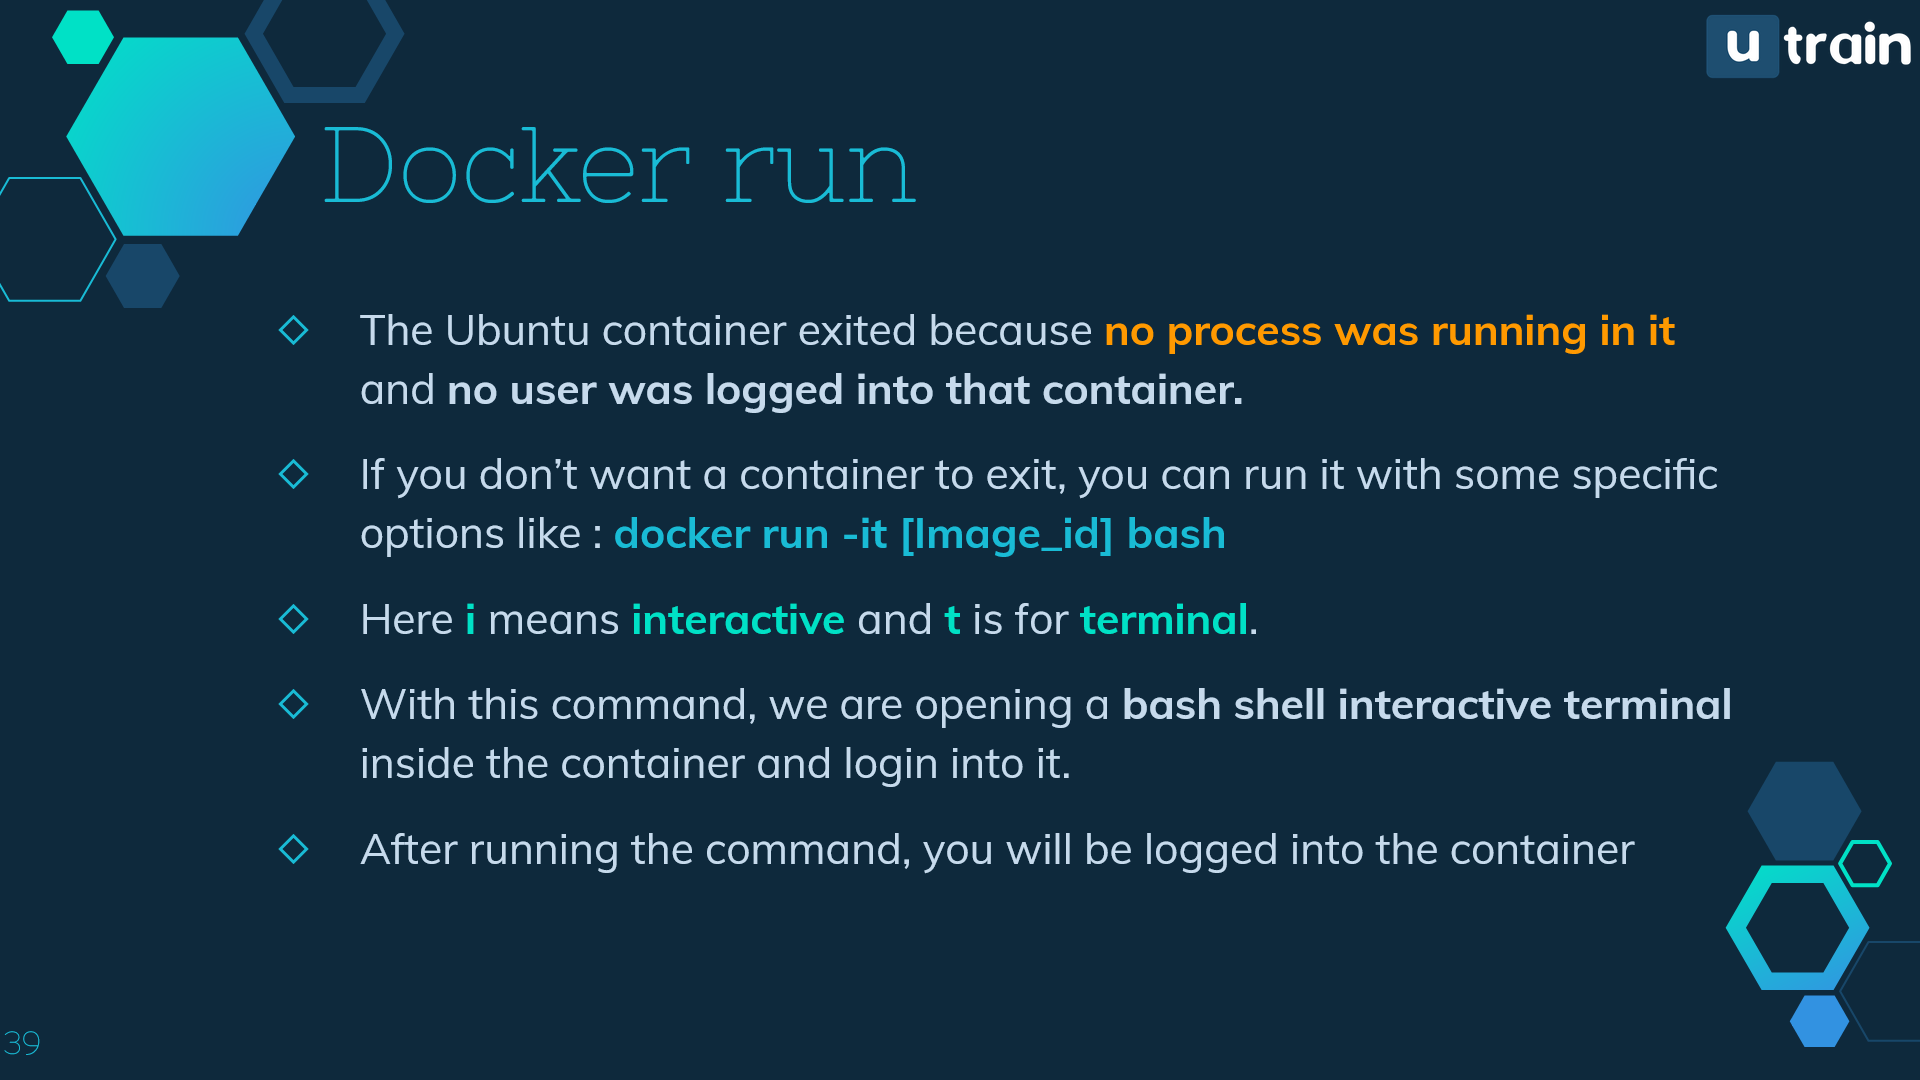 u train
Docker run
The Ubuntu container exited because no process was running in it
and no user was logged into that container.
If you don’t want a container to exit, you can run it with some specific
options like : docker run -it [Image_id] bash
Here i means interactive and t is for terminal.
With this command, we are opening a bash shell interactive terminal
inside the container and login into it.
After running the command, you will be logged into the container
39